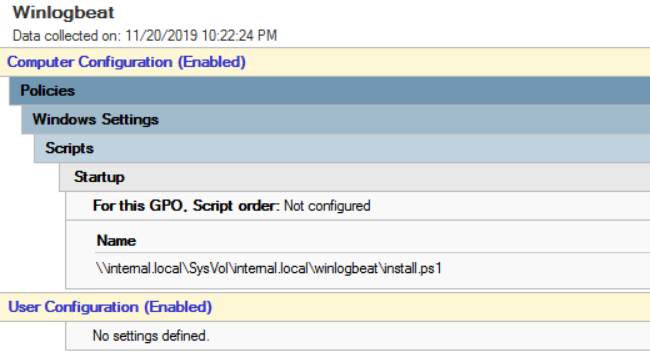 Winlogbeat
Data collected on: 11/20/2019 10:22:24 PM
Computer Configuration (Enabled)
Policies
Windows Settings
Scripts
Startup
For this GPO, Script order: Not configured
Name
\\internal.local\SysVol\internal.local\winlogbeat\install.ps1
User Configuration (Enabled)
No settings defined.